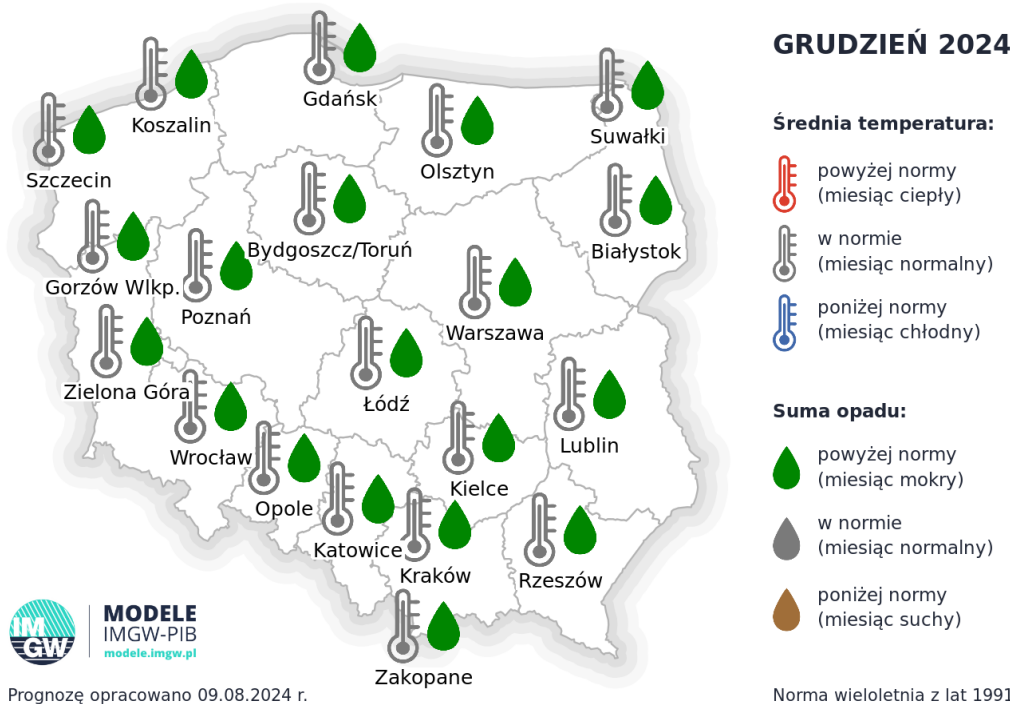 GRUDZIEŃ 2024
Gdańsk
Koszalin
Suwałki
Olsztyn
Szczecin
Białystok
Bydgoszcz/Toruń
Gorzów Wlkp.
Poznań
Warszawa
Zielona Góra
Łódź
Lublin
Wrocław
Kielce
Opole
Katowice
Kraków
Rzeszów
Zakopane
Średnia temperatura:
powyżej normy
(miesiąc ciepły)
w normie
(miesiąc normalny)
poniżej normy
(miesiąc chłodny)
Suma opadu:
powyżej normy
(miesiąc mokry)
w normie
(miesiąc normalny)
poniżej normy
(miesiąc suchy)
IM
GW
MODELE
IMGW-PIB
modele.imgw.pl
Prognozę opracowano 09.08.2024 r.
Norma wieloletnia z lat 1991